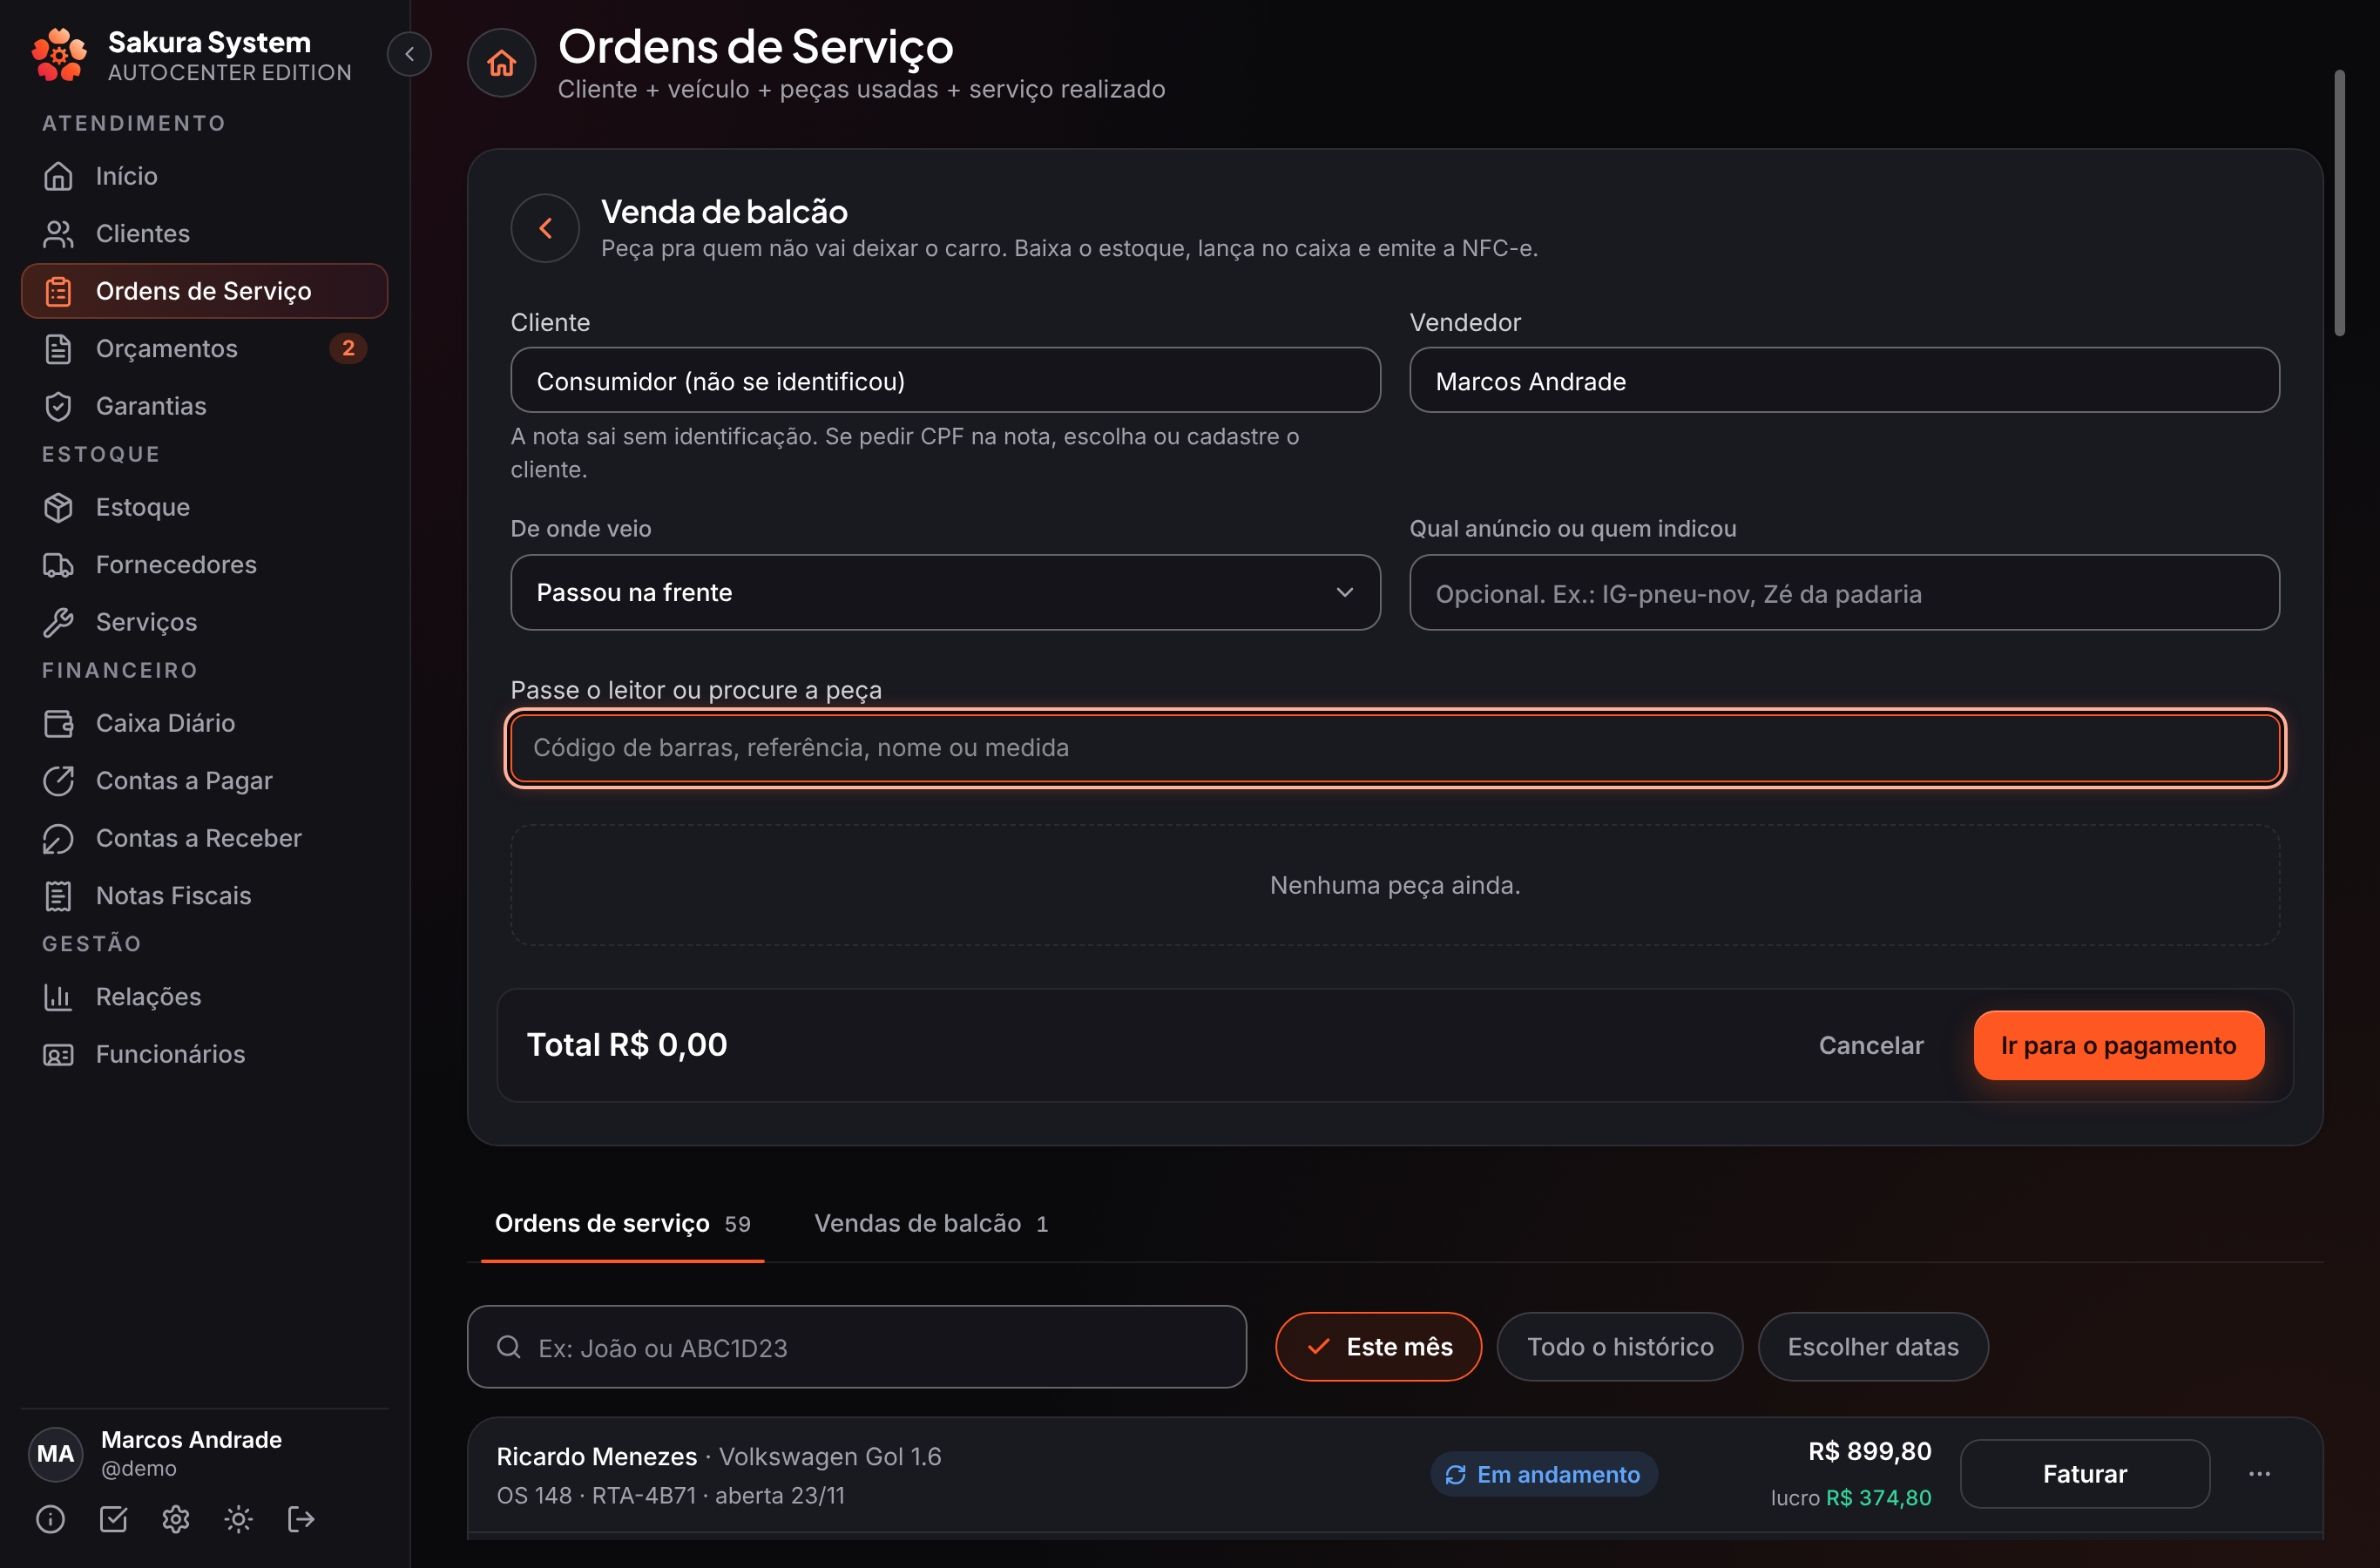 Sakura System
AUTOCENTER EDITION
ATENDIMENTO
Início
Clientes
Ordens de Serviço
Orçamentos 2
Garantias
ESTOQUE
Estoque
Fornecedores
Serviços
FINANCEIRO
Caixa Diário
Contas a Pagar
Contas a Receber
Notas Fiscais
GESTÃO
Relações
Funcionários
MA
Marcos Andrade
@demo
Ordens de Serviço
Cliente + veículo + peças usadas + serviço realizado
Venda de balcão
Peça pra quem não vai deixar o carro. Baixa o estoque, lança no caixa e emite a NFC-e.
Cliente
Consumidor (não se identificou)
A nota sai sem identificação. Se pedir CPF na nota, escolha ou cadastre o
cliente.
Vendedor
Marcos Andrade
De onde veio
Passou na frente
Qual anúncio ou quem indicou
Opcional. Ex.: IG-pneu-nov, Zé da padaria
Passe o leitor ou procure a peça
Código de barras, referência, nome ou medida
Nenhuma peça ainda.
Total R$ 0,00
Cancelar
Ir para o pagamento
Ordens de serviço 59
Vendas de balcão 1
Ex: João ou ABC1D23
Este mês
Todo o histórico
Escolher datas
Ricardo Menezes · Volkswagen Gol 1.6
OS 148 · RTA-4B71 · aberta 23/11
Em andamento
R$ 899,80
lucro R$ 374,80
Faturar